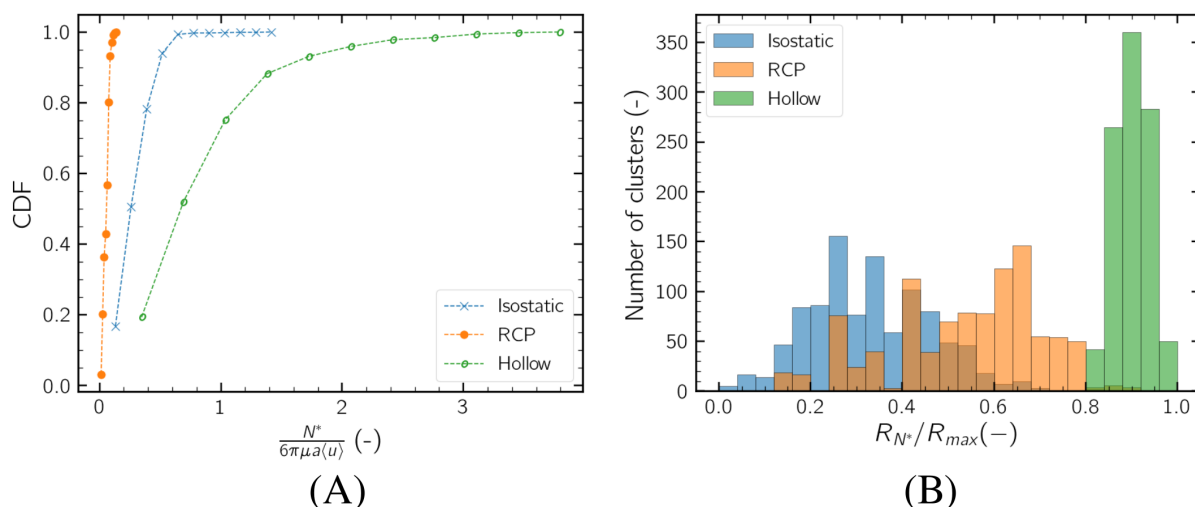 1.0
0.8
0.6
0.4
0.2
0.0
CDF
Isostatic
RCP
Hollow
0 1 2 3
N*
6πμa⟨u⟩ (-)
(A)
350
300
250
200
150
100
50
0
Number of clusters (-)
Isostatic
RCP
Hollow
0.0 0.2 0.4 0.6 0.8 1.0
R_{N*}/R_{max}(−)
(B)